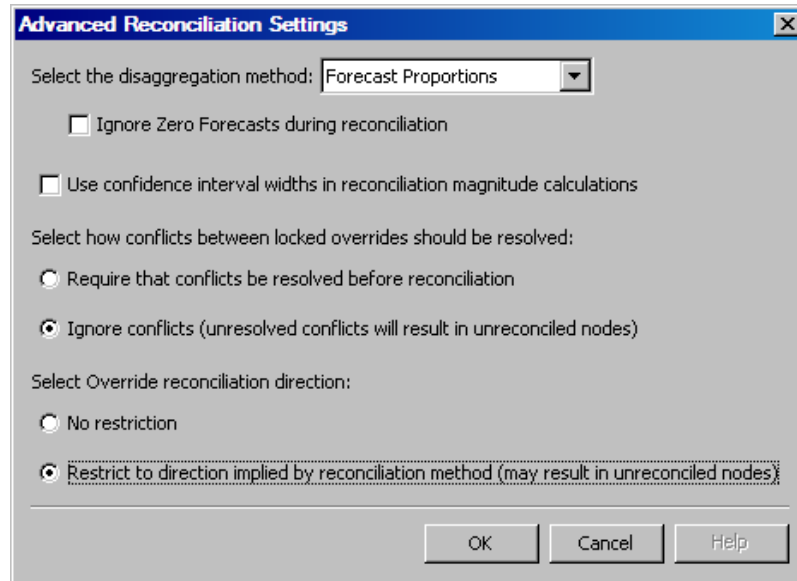 Advanced Reconciliation Settings
Select the disaggregation method: Forecast Proportions
Ignore Zero Forecasts during reconciliation
Use confidence interval widths in reconciliation magnitude calculations
Select how conflicts between locked overrides should be resolved:
Require that conflicts be resolved before reconciliation
Ignore conflicts (unresolved conflicts will result in unreconciled nodes)
Select Override reconciliation direction:
No restriction
Restrict to direction implied by reconciliation method (may result in unreconciled nodes)
OK Cancel Help